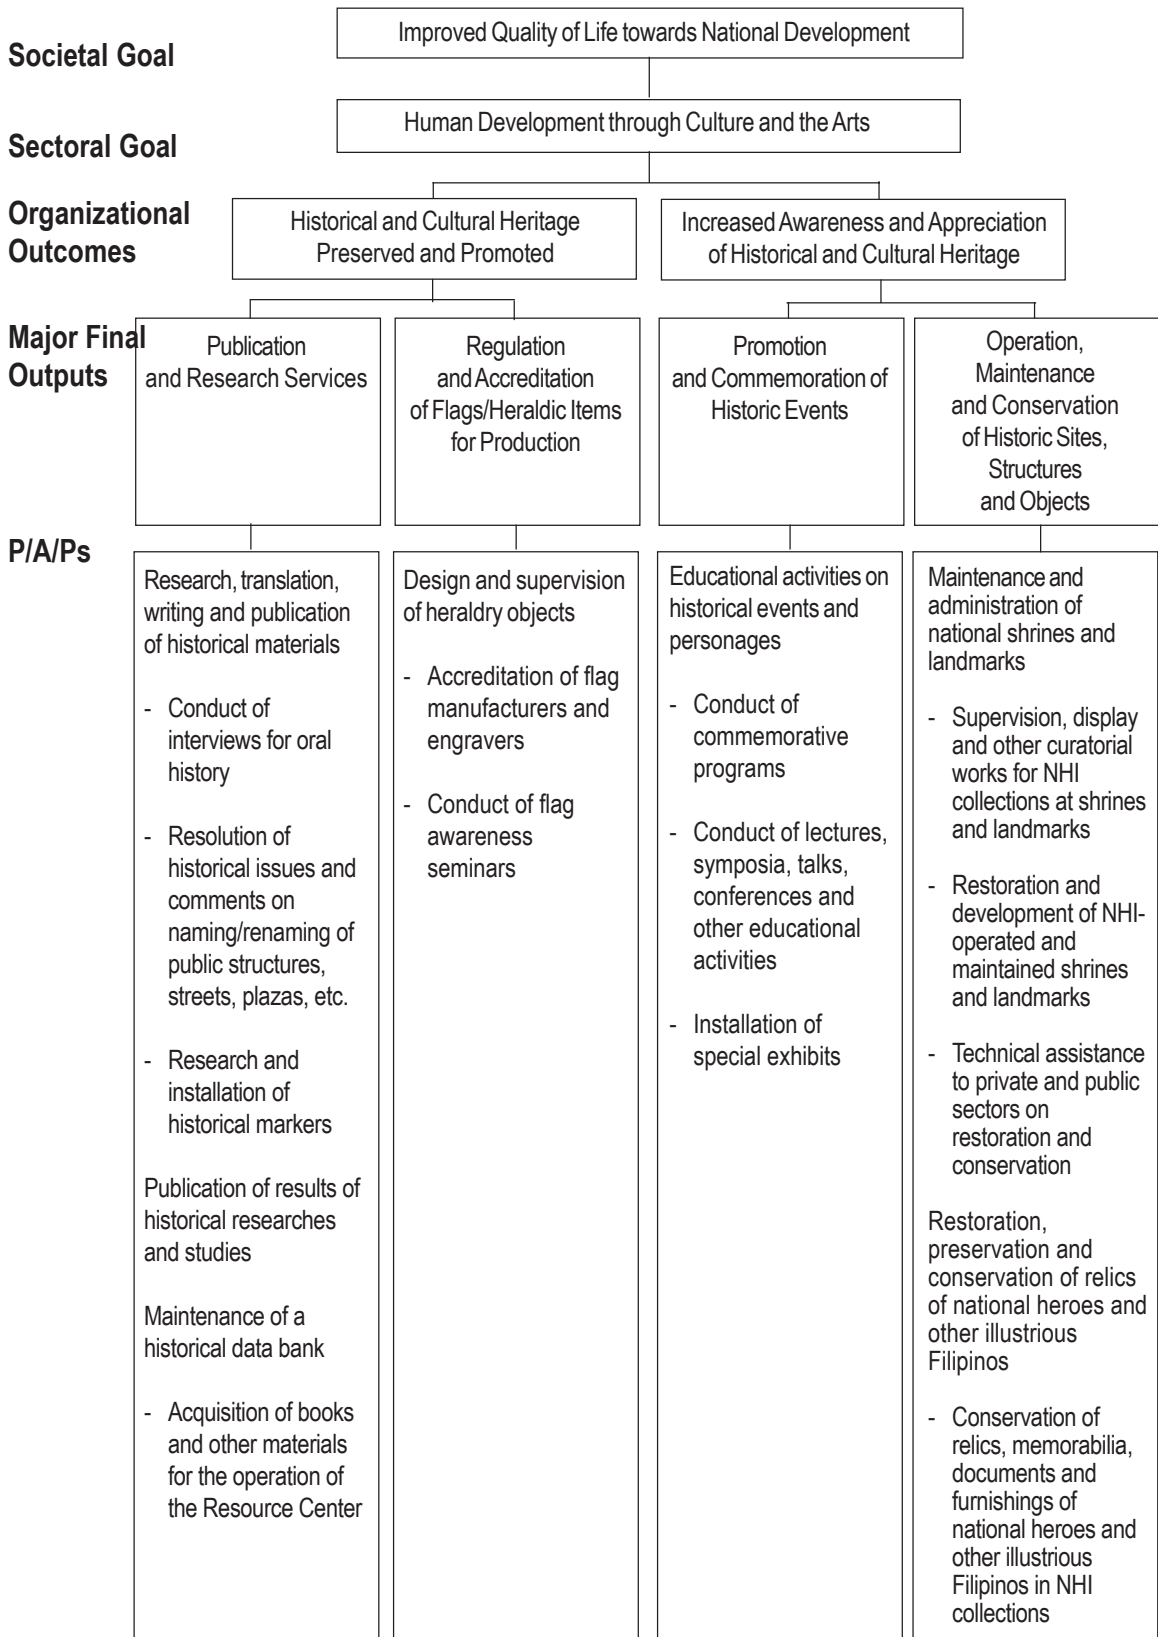 Societal Goal
Improved Quality of Life towards National Development
Sectoral Goal
Human Development through Culture and the Arts
Organizational
Outcomes
Historical and Cultural Heritage
Preserved and Promoted
Increased Awareness and Appreciation
of Historical and Cultural Heritage
Major Final
Outputs
Publication
and Research Services
Regulation
and Accreditation
of Flags/Heraldic Items
for Production
Promotion
and Commemoration of
Historic Events
Operation,
Maintenance
and Conservation
of Historic Sites,
Structures
and Objects
P/A/Ps
Research, translation,
writing and publication
of historical materials
- Conduct of
interviews for oral
history
- Resolution of
historical issues and
comments on
naming/renaming of
public structures,
streets, plazas, etc.
- Research and
installation of
historical markers
Publication of results of
historical researches
and studies
Maintenance of a
historical data bank
- Acquisition of books
and other materials
for the operation of
the Resource Center
Design and supervision
of heraldry objects
- Accreditation of flag
manufacturers and
engravers
- Conduct of flag
awareness
seminars
Educational activities on
historical events and
personages
- Conduct of
commemorative
programs
- Conduct of lectures,
symposia, talks,
conferences and
other educational
activities
- Installation of
special exhibits
Maintenance and
administration of
national shrines and
landmarks
- Supervision, display
and other curatorial
works for NHI
collections at shrines
and landmarks
- Restoration and
development of NHI-
operated and
maintained shrines
and landmarks
- Technical assistance
to private and public
sectors on
restoration and
conservation
Restoration,
preservation and
conservation of relics
of national heroes and
other illustrious
Filipinos
- Conservation of
relics, memorabilia,
documents and
furnishings of
national heroes and
other illustrious
Filipinos in NHI
collections